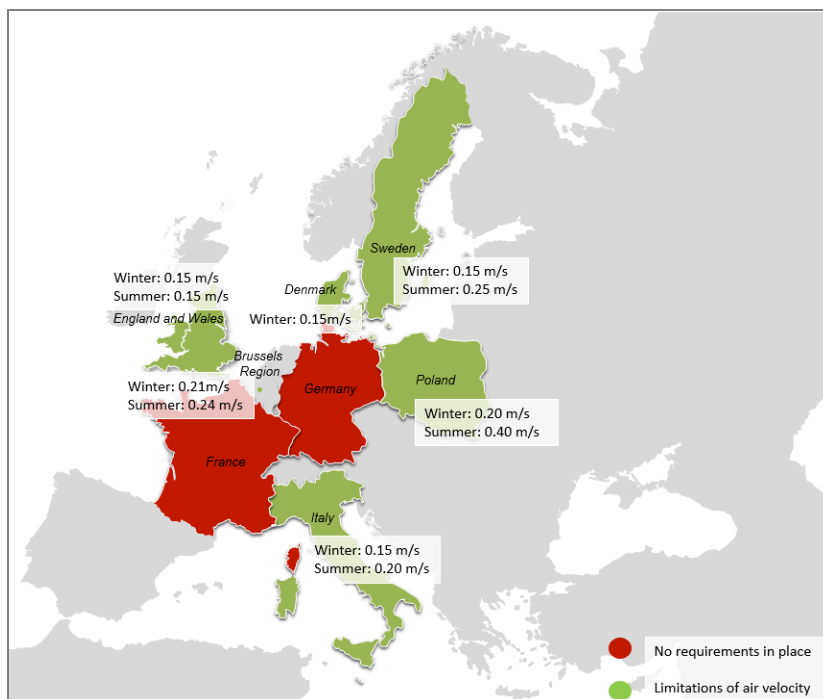 Sweden
Winter: 0.15 m/s
Summer: 0.25 m/s
Winter: 0.15 m/s
Summer: 0.15 m/s
England and Wales
Denmark
Winter: 0.15m/s
Brussels
Region
Winter: 0.21m/s
Summer: 0.24 m/s
Germany
Poland
Winter: 0.20 m/s
Summer: 0.40 m/s
France
Italy
Winter: 0.15 m/s
Summer: 0.20 m/s
No requirements in place
Limitations of air velocity